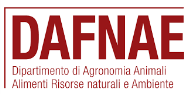 DAFNAE
Dipartimento di Agronomia Animali
Alimenti Risorse naturali e Ambiente